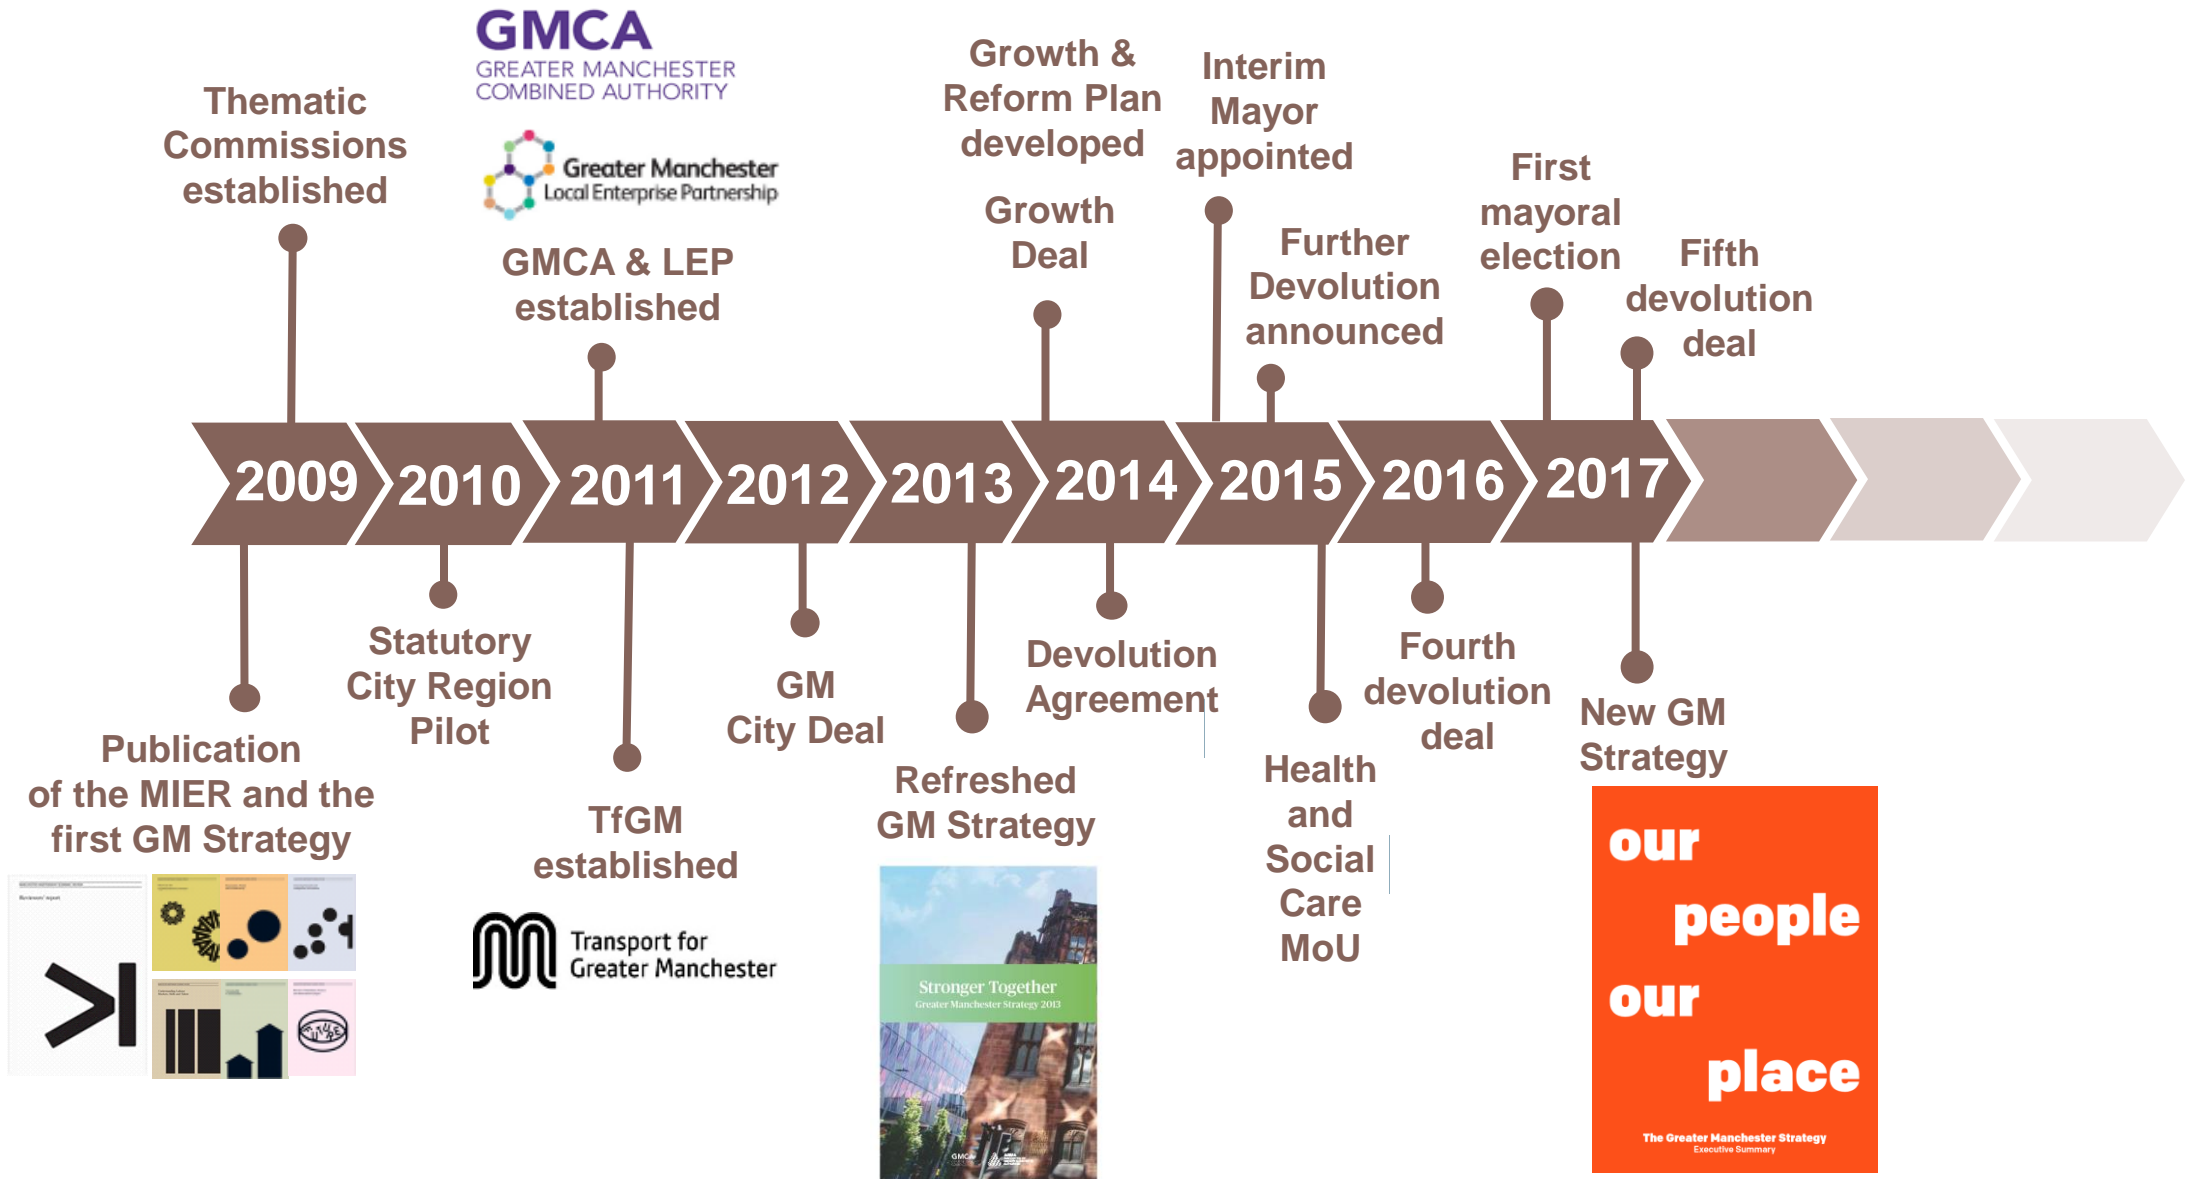 GMCA
GREATER MANCHESTER
COMBINED AUTHORITY
Greater Manchester
Local Enterprise Partnership
Thematic
Commissions
established
GMCA & LEP
established
Growth &
Reform Plan
developed
Growth
Deal
Interim
Mayor
appointed
Further
Devolution
announced
First
mayoral
election
Fifth
devolution
deal
2009
2010
2011
2012
2013
2014
2015
2016
2017
Publication
of the MIER and the
first GM Strategy
Reviewers' report
FUTURE
Statutory
City Region
Pilot
TfGM
established
Transport for
Greater Manchester
GM
City Deal
Refreshed
GM Strategy
Stronger Together
Greater Manchester Strategy 2013
GMCA
Devolution
Agreement
Health
and
Social
Care
MoU
Fourth
devolution
deal
New GM
Strategy
our
people
our
place
The Greater Manchester Strategy
Executive Summary